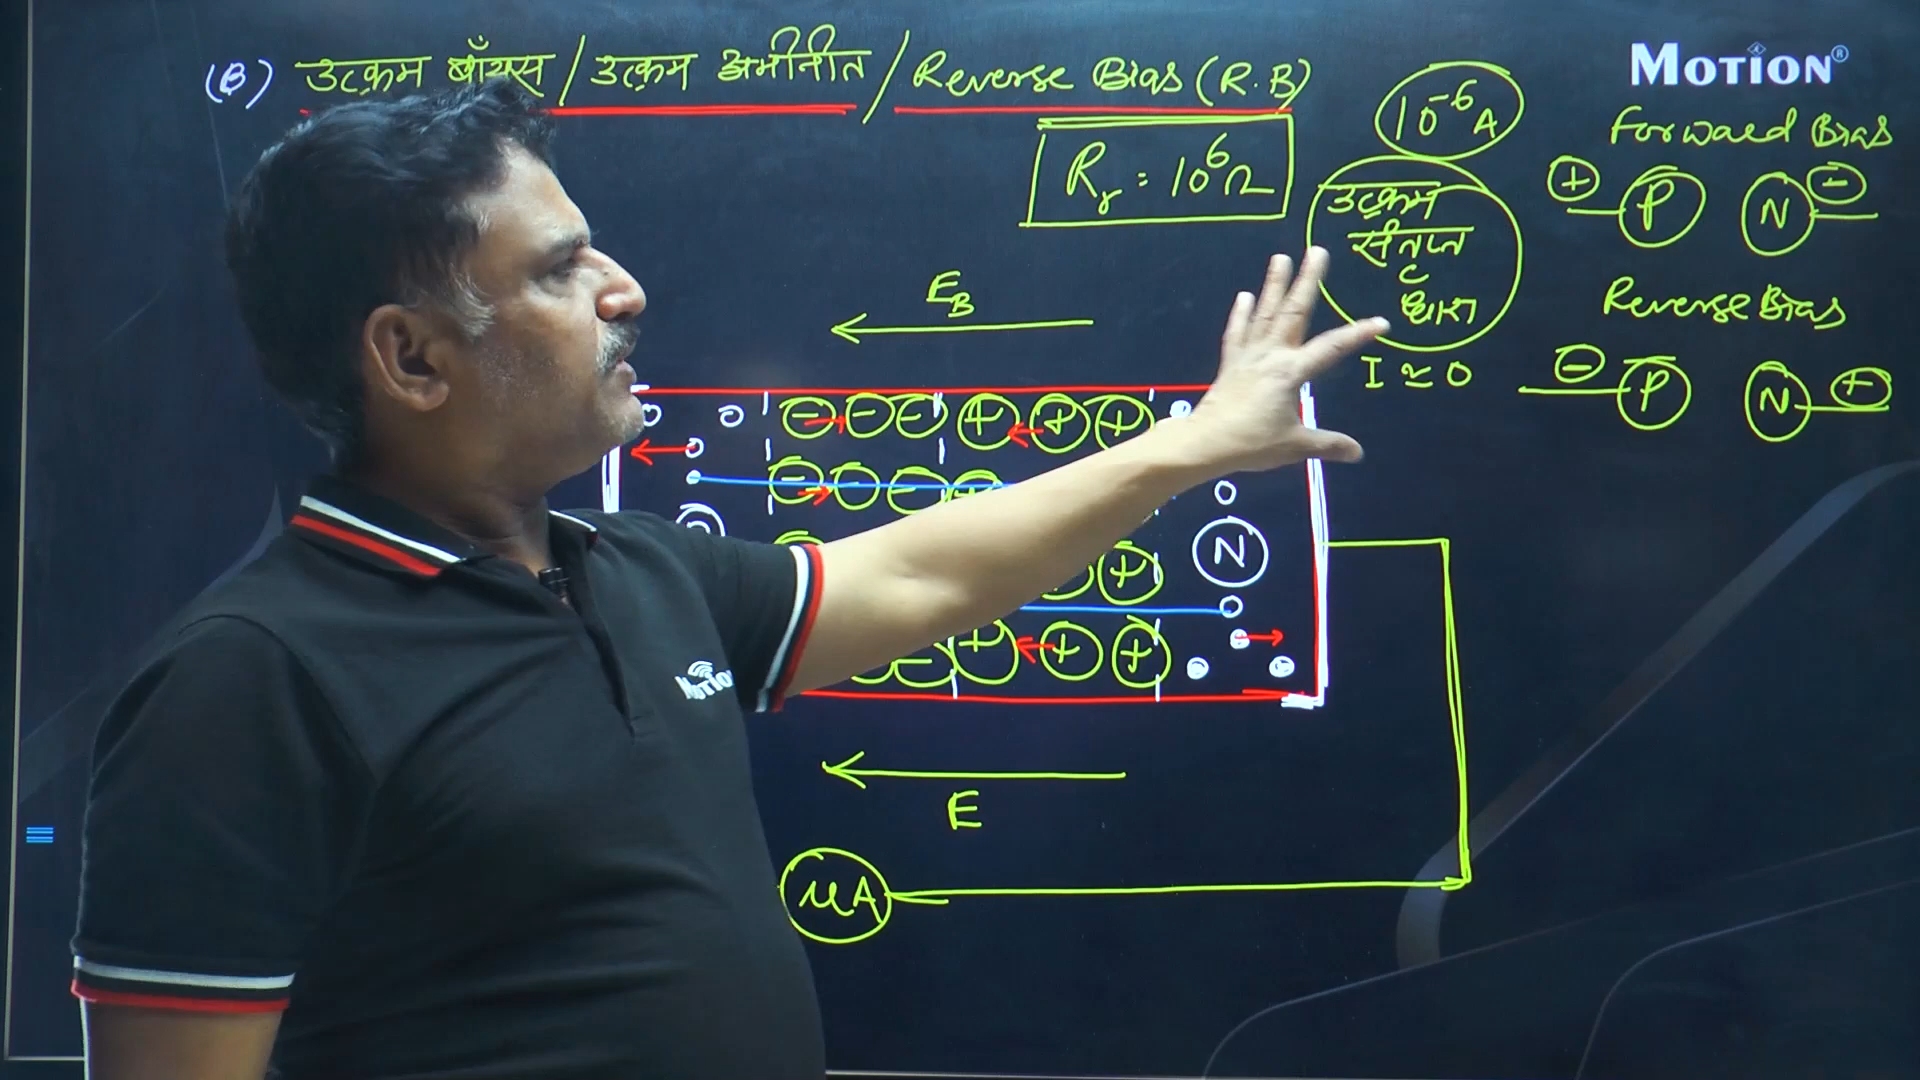 (B) उत्क्रम बॉयस / उत्क्रम अभीनीत / Reverse Bias (R.B)
MOTION®
10⁻⁶A
Forward Bias
Rr = 10⁶Ω
+ P N -
उत्क्रम
संतृप्त
धारा
EB
Reverse Bias
I ≃ 0
- P N +
- - - + + +
- - +
N
+
+ + +
-
MOTION
E
μA